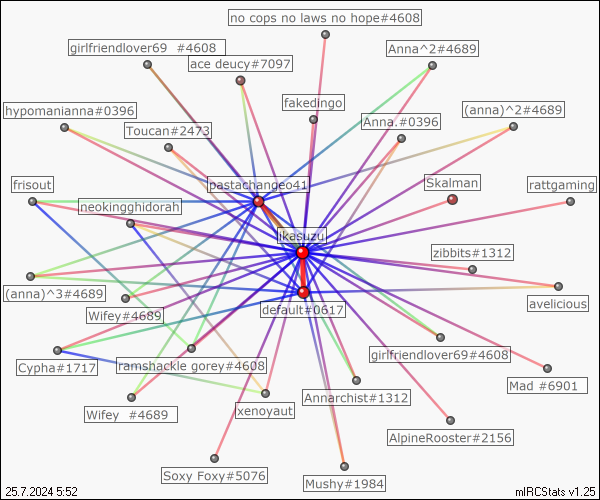 no cops no laws no hope#4608
girlfriendlover69 #4608
Anna^2#4689
ace deucy#7097
hypomanianna#0396
fakedingo
(anna)^2#4689
Toucan#2473
Anna.#0396
frisout
pastachangeo41
Skalman
rattgaming
neokingghidorah
ikasuzu
zibbits#1312
(anna)^3#4689
Wifey#4689
default#0617
avelicious
Cypha#1717
ramshackle gorey#4608
girlfriendlover69#4608
Mad #6901
Wifey #4689
xenoyaut
Annarchist#1312
AlpineRooster#2156
Soxy Foxy#5076
Mushy#1984
25.7.2024 5:52
mIRCStats v1.25